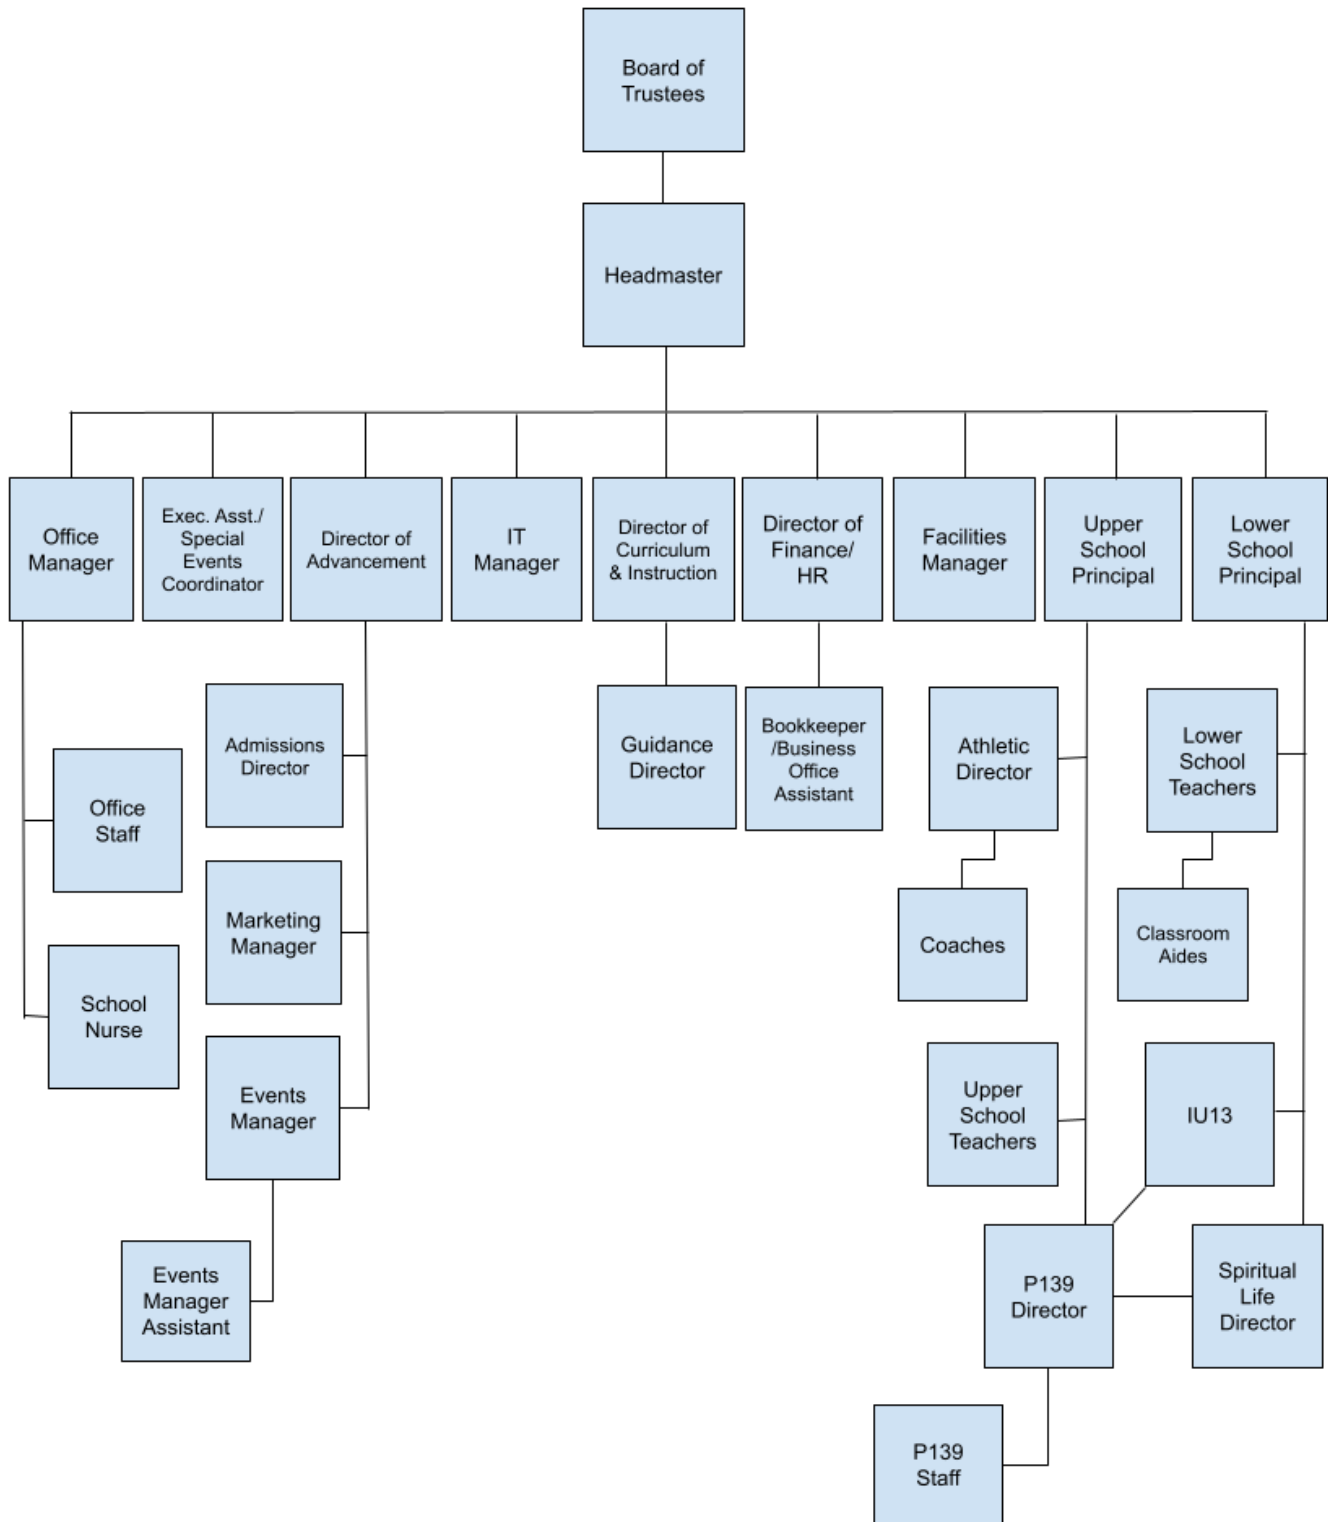 Board of
Trustees
Headmaster
Office
Manager
Exec. Asst./
Special
Events
Coordinator
Director of
Advancement
IT
Manager
Director of
Curriculum
& Instruction
Director of
Finance/
HR
Facilities
Manager
Upper
School
Principal
Lower
School
Principal
Admissions
Director
Guidance
Director
Bookkeeper
/Business
Office
Assistant
Athletic
Director
Lower
School
Teachers
Office
Staff
Marketing
Manager
Coaches
Classroom
Aides
School
Nurse
Events
Manager
Upper
School
Teachers
IU13
Events
Manager
Assistant
P139
Director
Spiritual
Life
Director
P139
Staff